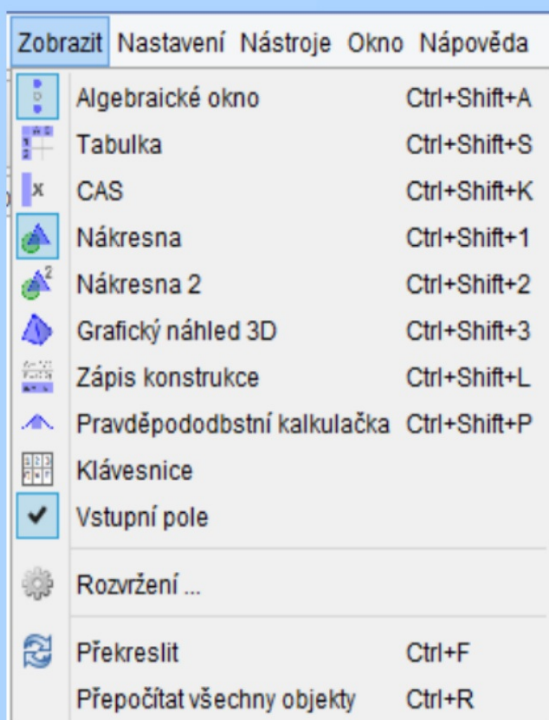 Zobrazit Nastavení Nástroje Okno Nápověda
Algebraické okno Ctrl+Shift+A
Tabulka Ctrl+Shift+S
CAS Ctrl+Shift+K
Nákresna Ctrl+Shift+1
Nákresna 2 Ctrl+Shift+2
Grafický náhled 3D Ctrl+Shift+3
Zápis konstrukce Ctrl+Shift+L
Pravděpododbstní kalkulačka Ctrl+Shift+P
Klávesnice
Vstupní pole
Rozvržení ...
Překreslit Ctrl+F
Přepočítat všechny objekty Ctrl+R